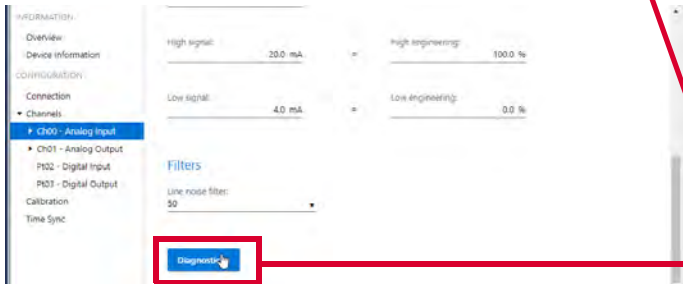 INFORMATION
Overview
Device Information
CONFIGURATION
Connection
Channels
Ch00 - Analog Input
Ch01 - Analog Output
Pt02 - Digital Input
Pt03 - Digital Output
Calibration
Time Sync
High signal: High engineering:
20.0 mA = 100.0 %
Low signal: Low engineering:
4.0 mA = 0.0 %
Filters
Line noise filter:
50
Diagnostic